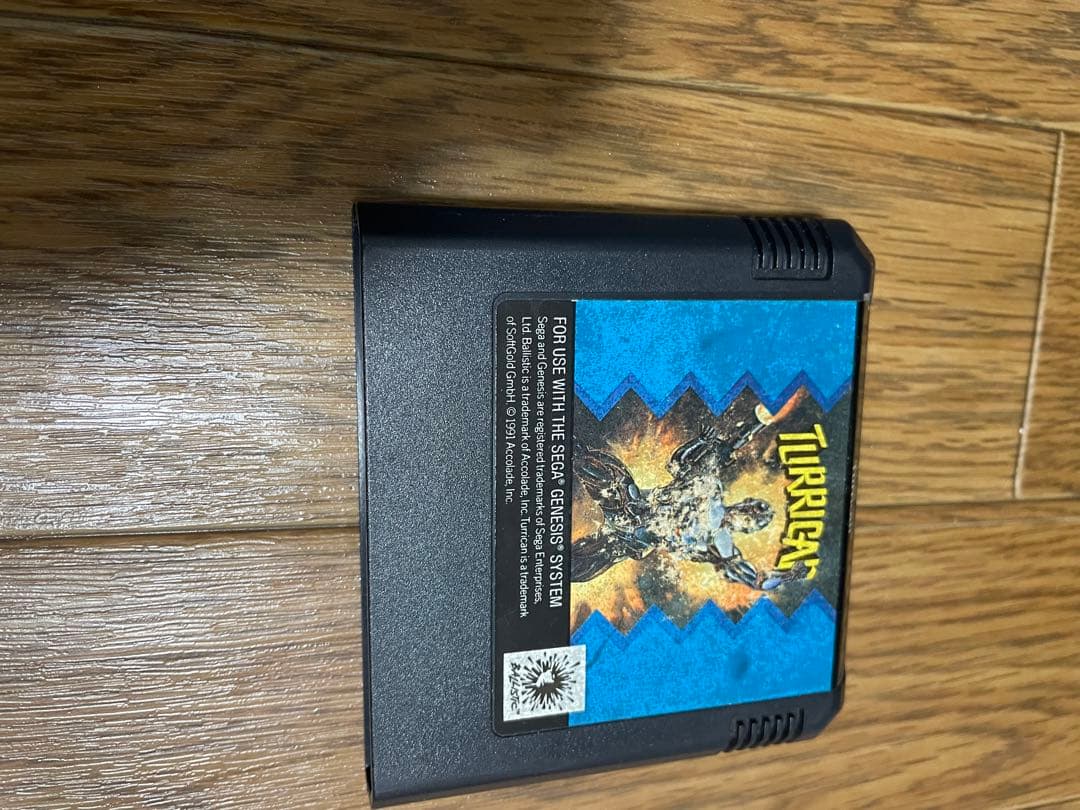 TURRICAN
FOR USE WITH THE SEGA® GENESIS® SYSTEM
Sega and Genesis are registered trademarks of Sega Enterprises,
Ltd. Ballistic is a trademark of Accolade, Inc. Turrican is a trademark
of SoftGold GmbH. © 1991 Accolade, Inc.
BALLISTIC™